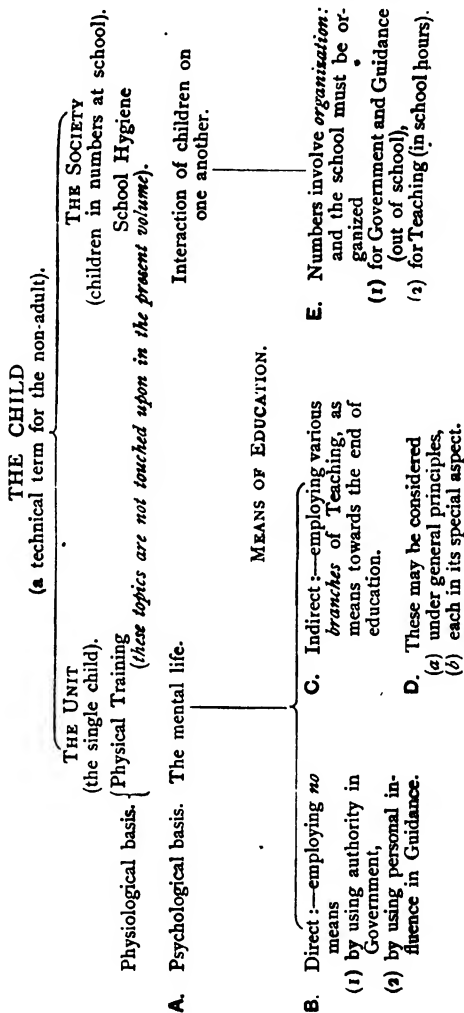 THE CHILD
(a technical term for the non-adult).
THE UNIT
(the single child).
THE SOCIETY
(children in numbers at school).
Physiological basis.
Physical Training
School Hygiene
(these topics are not touched upon in the present volume).
A. Psychological basis. The mental life.
Interaction of children on
one another.
MEANS OF EDUCATION.
B. Direct:—employing no
means
(1) by using authority in
Government,
(2) by using personal in-
fluence in Guidance.
C. Indirect:—employing various
branches of Teaching, as
means towards the end of
education.
D. These may be considered
(a) under general principles,
(b) each in its special aspect.
E. Numbers involve organization:
and the school must be or-
ganized
(1) for Government and Guidance
(out of school),
(2) for Teaching (in school hours).